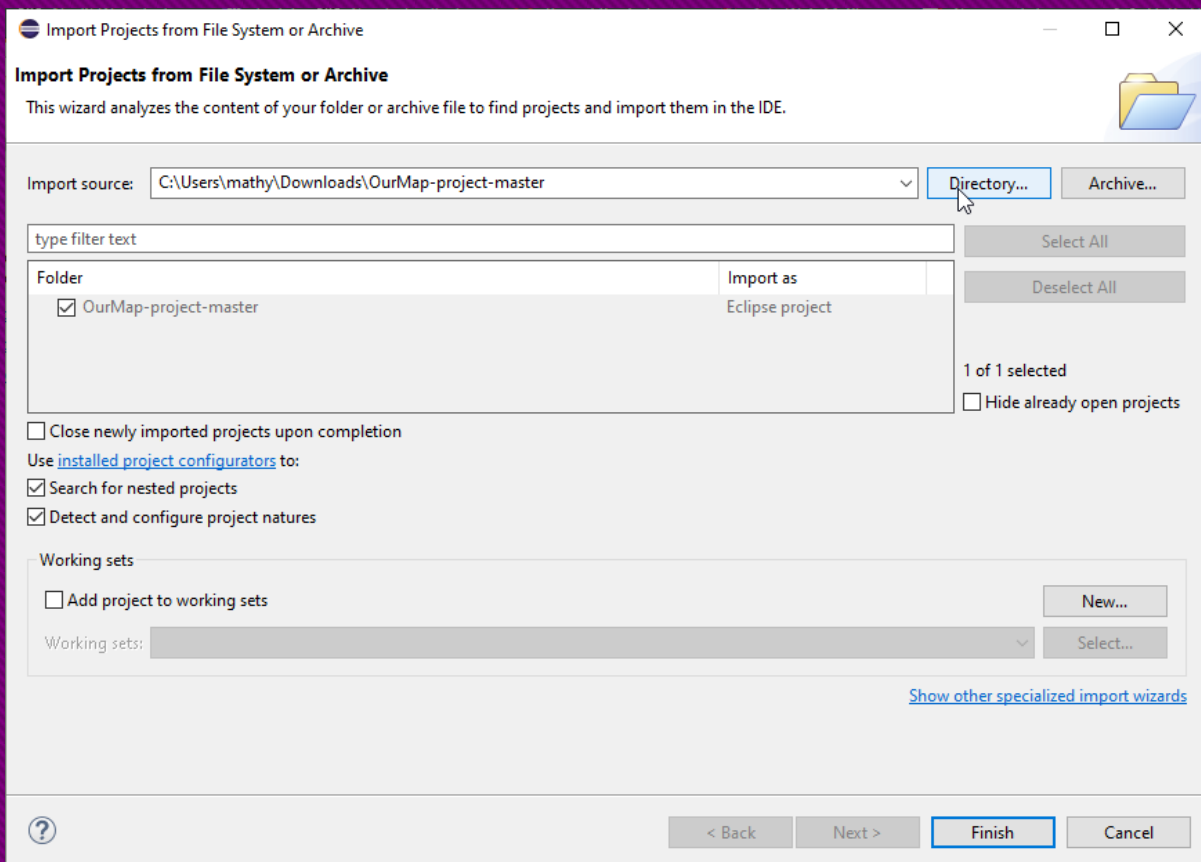 Import Projects from File System or Archive
Import Projects from File System or Archive
This wizard analyzes the content of your folder or archive file to find projects and import them in the IDE.
Import source: C:\Users\mathy\Downloads\OurMap-project-master Directory... Archive...
type filter text Select All
Folder Import as Deselect All
OurMap-project-master Eclipse project
1 of 1 selected
Hide already open projects
Close newly imported projects upon completion
Use installed project configurators to:
Search for nested projects
Detect and configure project natures
Working sets
Add project to working sets New...
Working sets: Select...
Show other specialized import wizards
? < Back Next > Finish Cancel